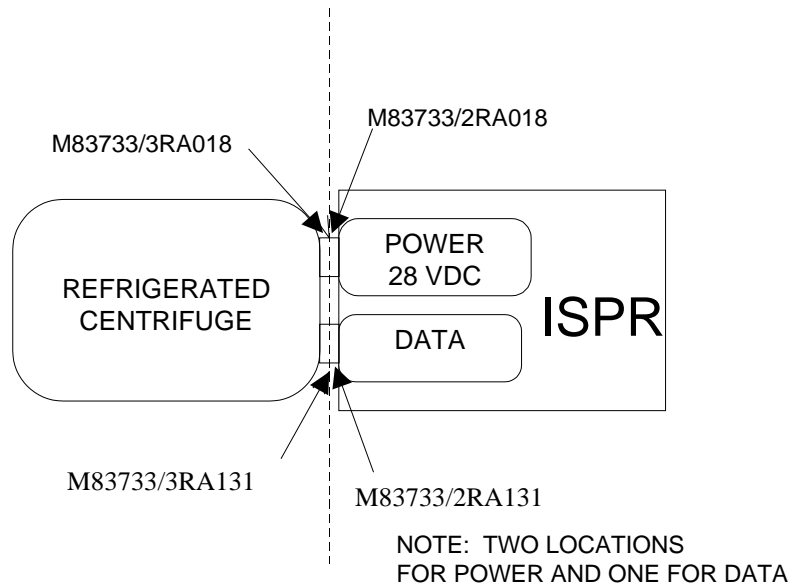 M83733/2RA018
M83733/3RA018
POWER
28 VDC
REFRIGERATED
CENTRIFUGE
ISPR
DATA
M83733/3RA131
M83733/2RA131
NOTE: TWO LOCATIONS
FOR POWER AND ONE FOR DATA